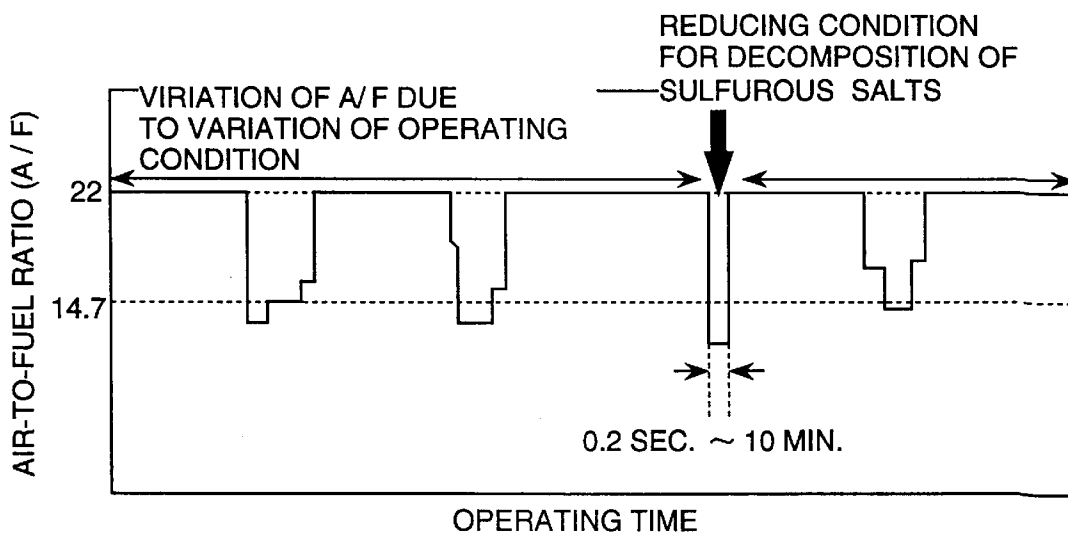 REDUCING CONDITION
FOR DECOMPOSITION OF
SULFUROUS SALTS
VIRIATION OF A/F DUE
TO VARIATION OF OPERATING
CONDITION
AIR-TO-FUEL RATIO (A / F)
22
14.7
0.2 SEC. ~ 10 MIN.
OPERATING TIME